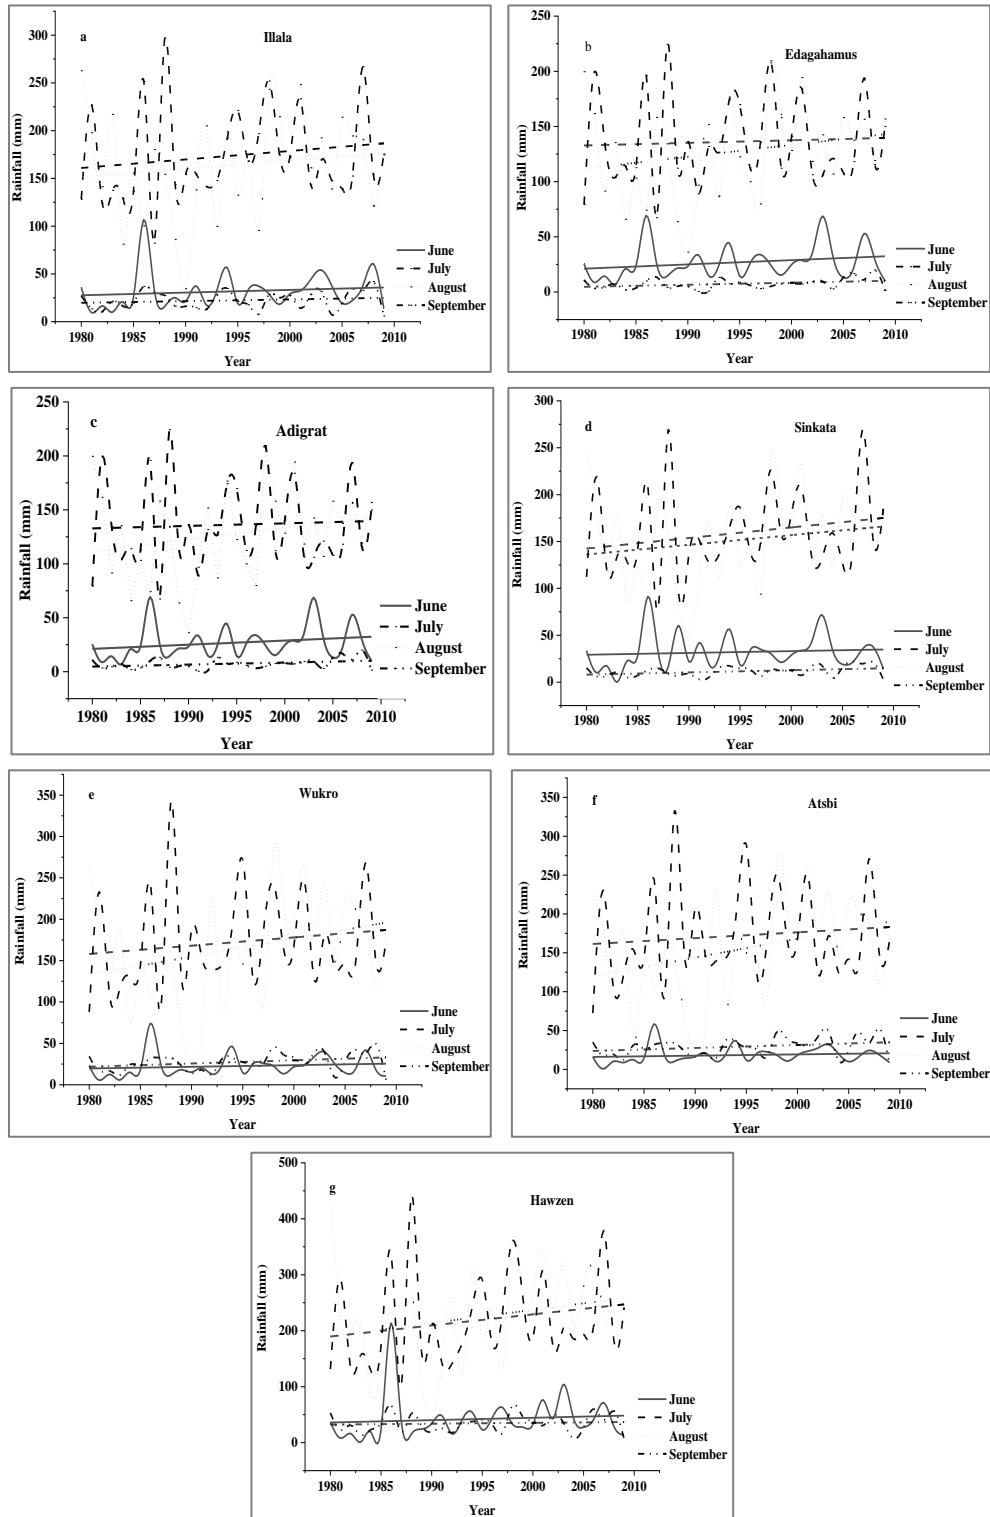 a
Illala
Rainfall (mm)
300
250
200
150
100
50
0
1980 1985 1990 1995 2000 2005 2010
Year
June
July
August
September
b
Edagahamus
Rainfall (mm)
250
200
150
100
50
0
1980 1985 1990 1995 2000 2005 2010
Year
June
July
August
September
c
Adigrat
Rainfall (mm)
250
200
150
100
50
0
1980 1985 1990 1995 2000 2005 2010
Year
June
July
August
September
d
Sinkata
Rainfall (mm)
300
250
200
150
100
50
0
1980 1985 1990 1995 2000 2005 2010
Year
June
July
August
September
e
Wukro
Rainfall (mm)
350
300
250
200
150
100
50
0
1980 1985 1990 1995 2000 2005 2010
Year
June
July
August
September
f
Atsbi
Rainfall (mm)
350
300
250
200
150
100
50
0
1980 1985 1990 1995 2000 2005 2010
Year
June
July
August
September
g
Hawzen
Rainfall (mm)
500
400
300
200
100
0
1980 1985 1990 1995 2000 2005 2010
Year
June
July
August
September